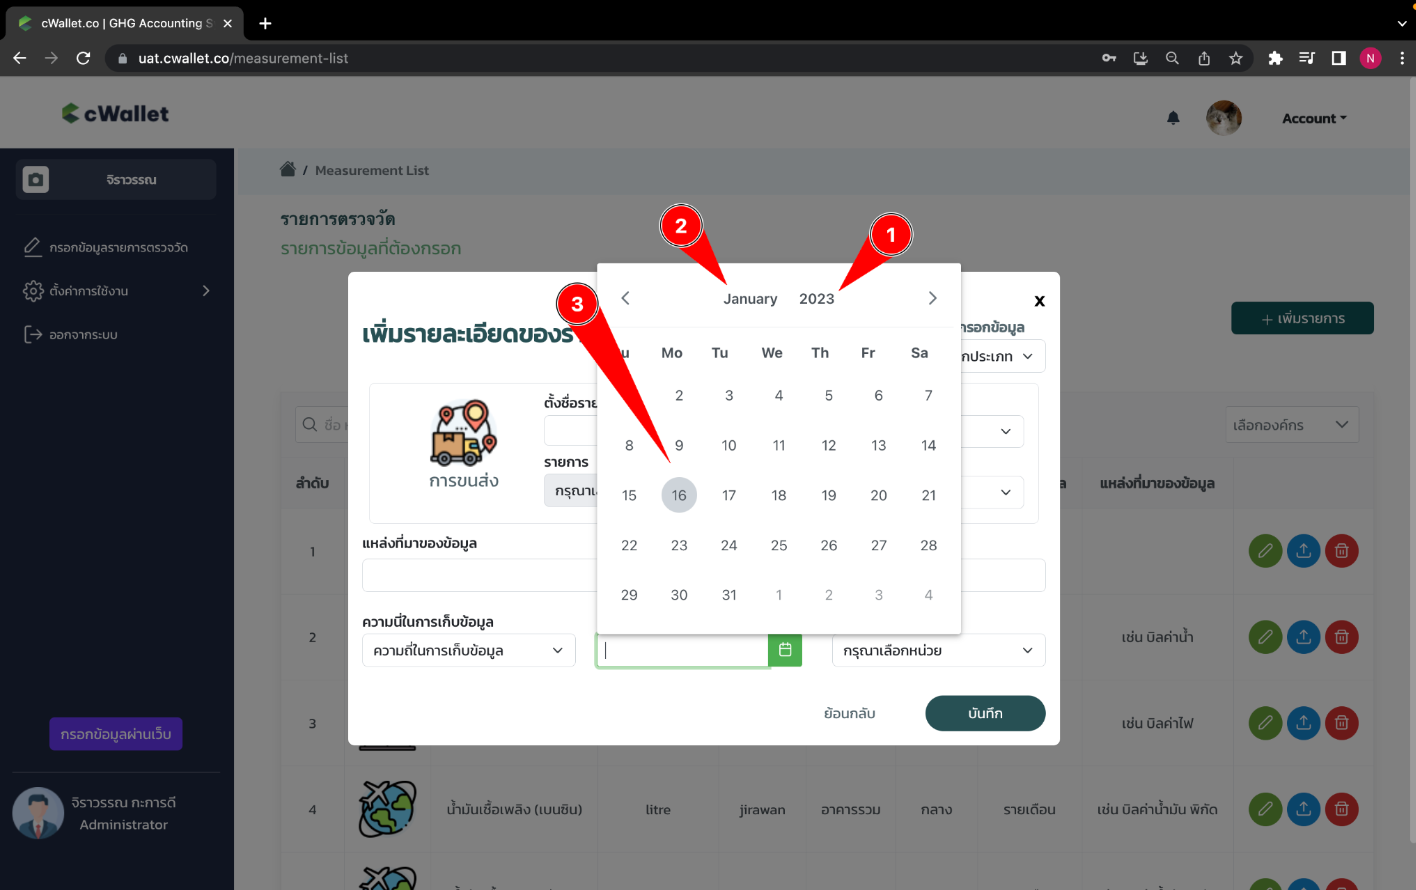 cWallet.co | GHG Accounting S
uat.cwallet.co/measurement-list
N
cWallet
Account
จิราวรรณ
กรอกข้อมูลรายการตรวจวัด
ตั้งค่าการใช้งาน
ออกจากระบบ
กรอกข้อมูลผ่านเว็บ
จิราวรรณ กะการดี
Administrator
/ Measurement List
รายการตรวจวัด
รายการข้อมูลที่ต้องกรอก
+ เพิ่มรายการ
ชื่อ
เลือกองค์กร
ลำดับ
แหล่งที่มาของข้อมูล
1
2
เช่น บิลค่าน้ำ
3
เช่น บิลค่าไฟ
4
น้ำมันเชื้อเพลิง (เบนซิน)
litre
jirawan
อาคารรวม
กลาง
รายเดือน
เช่น บิลค่าน้ำมัน พิกัด
X
เพิ่มรายละเอียดของร
กรอกข้อมูล
กประเภท
การขนส่ง
ตั้งชื่อราย
รายการ
กรุณาเ
แหล่งที่มาของข้อมูล
ความนี่ในการเก็บข้อมูล
ความถี่ในการเก็บข้อมูล
กรุณาเลือกหน่วย
ย้อนกลับ
บันทึก
2
1
3
January 2023
u Mo Tu We Th Fr Sa
2 3 4 5 6 7
8 9 10 11 12 13 14
15 16 17 18 19 20 21
22 23 24 25 26 27 28
29 30 31 1 2 3 4